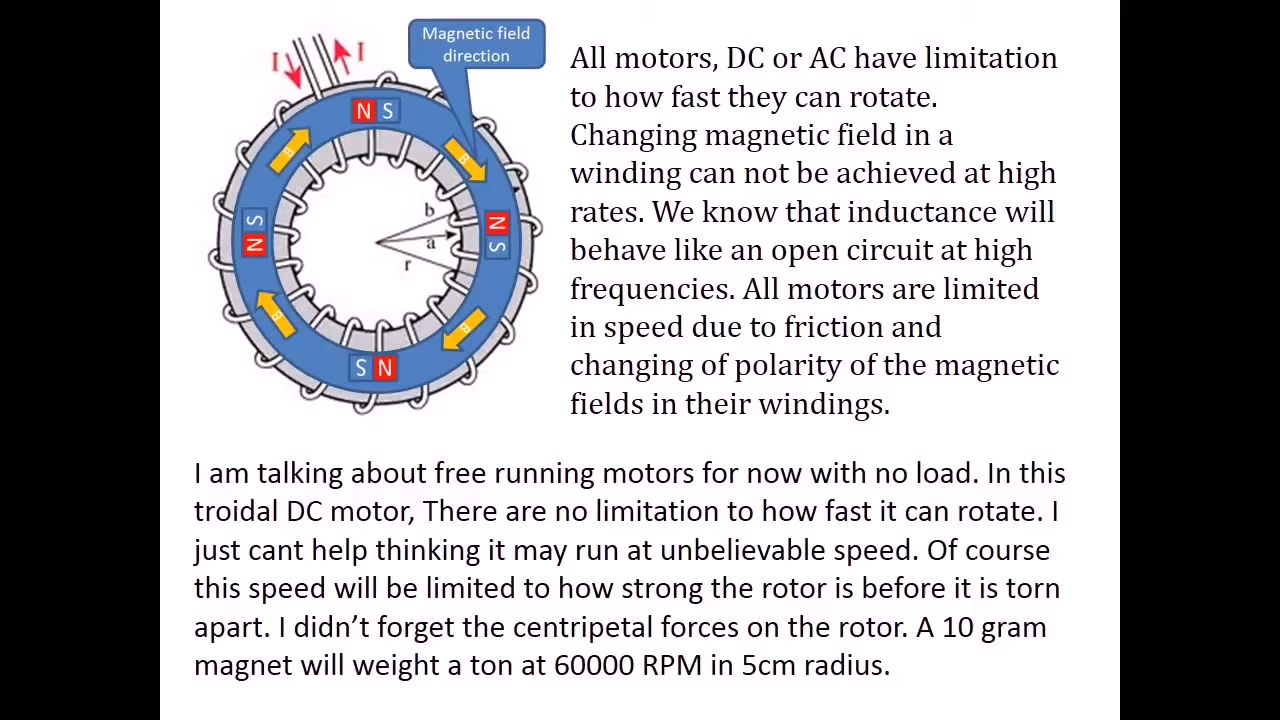 Magnetic field
direction
I
I
N S
B
B
S
N
N
S
b
a
r
B
B
S N
All motors, DC or AC have limitation
to how fast they can rotate.
Changing magnetic field in a
winding can not be achieved at high
rates. We know that inductance will
behave like an open circuit at high
frequencies. All motors are limited
in speed due to friction and
changing of polarity of the magnetic
fields in their windings.
I am talking about free running motors for now with no load. In this
troidal DC motor, There are no limitation to how fast it can rotate. I
just cant help thinking it may run at unbelievable speed. Of course
this speed will be limited to how strong the rotor is before it is torn
apart. I didn’t forget the centripetal forces on the rotor. A 10 gram
magnet will weight a ton at 60000 RPM in 5cm radius.